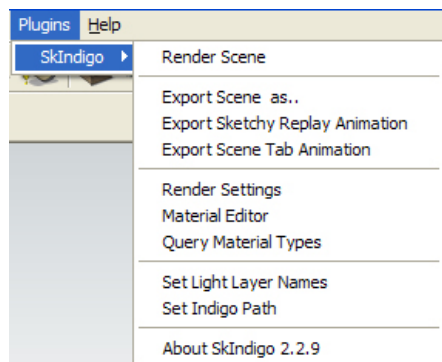 Plugins Help
SkIndigo
Render Scene
Export Scene as..
Export Sketchy Replay Animation
Export Scene Tab Animation
Render Settings
Material Editor
Query Material Types
Set Light Layer Names
Set Indigo Path
About SkIndigo 2.2.9